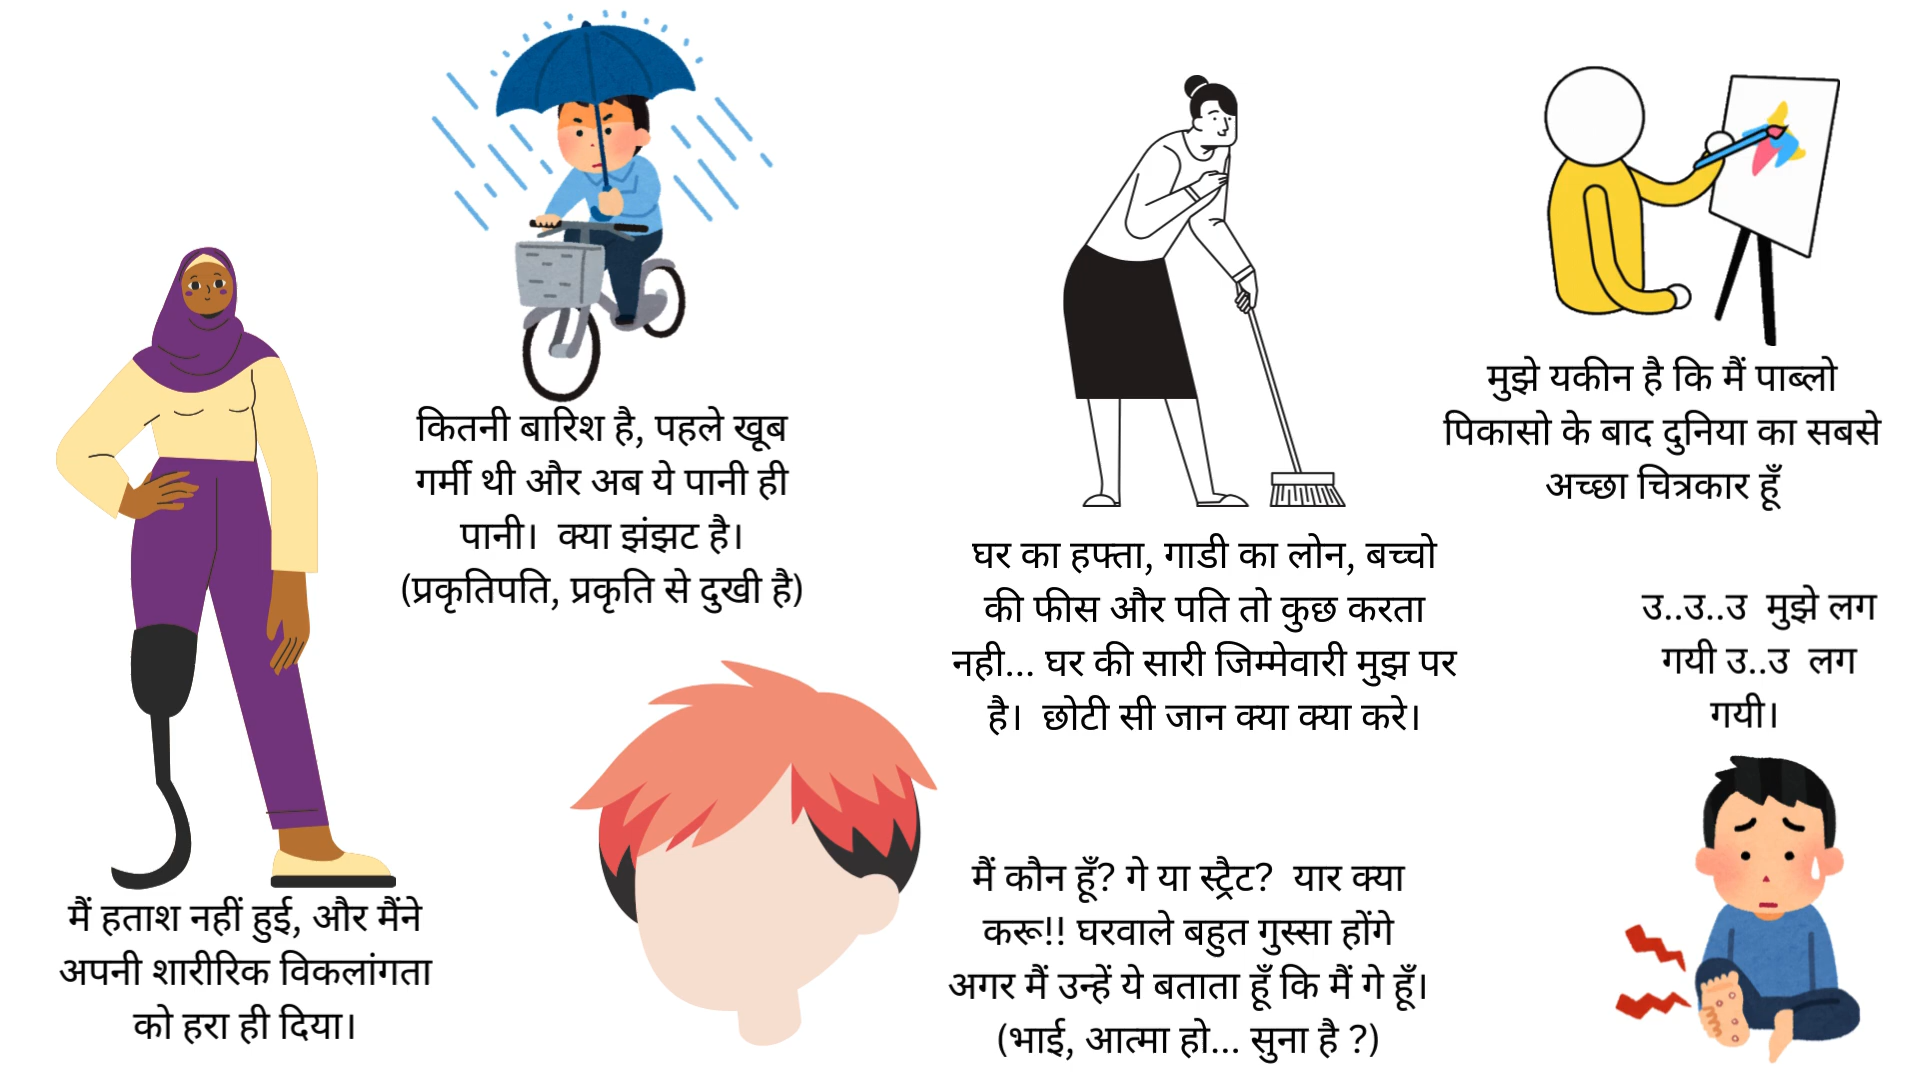 कितनी बारिश है, पहले खूब
गर्मी थी और अब ये पानी ही
पानी।  क्या झंझट है।
(प्रकृतिपति, प्रकृति से दुखी है)
मुझे यकीन है कि मैं पाब्लो
पिकासो के बाद दुनिया का सबसे
अच्छा चित्रकार हूँ
घर का हफ्ता, गाडी का लोन, बच्चो
की फीस और पति तो कुछ करता
नही... घर की सारी जिम्मेवारी मुझ पर
है।  छोटी सी जान क्या क्या करे।
उ..उ..उ  मुझे लग
गयी उ..उ  लग
गयी।
मैं हताश नहीं हुई, और मैंने
अपनी शारीरिक विकलांगता
को हरा ही दिया।
मैं कौन हूँ? गे या स्ट्रैट?  यार क्या
करू!! घरवाले बहुत गुस्सा होंगे
अगर मैं उन्हें ये बताता हूँ कि मैं गे हूँ।
(भाई, आत्मा हो... सुना है ?)